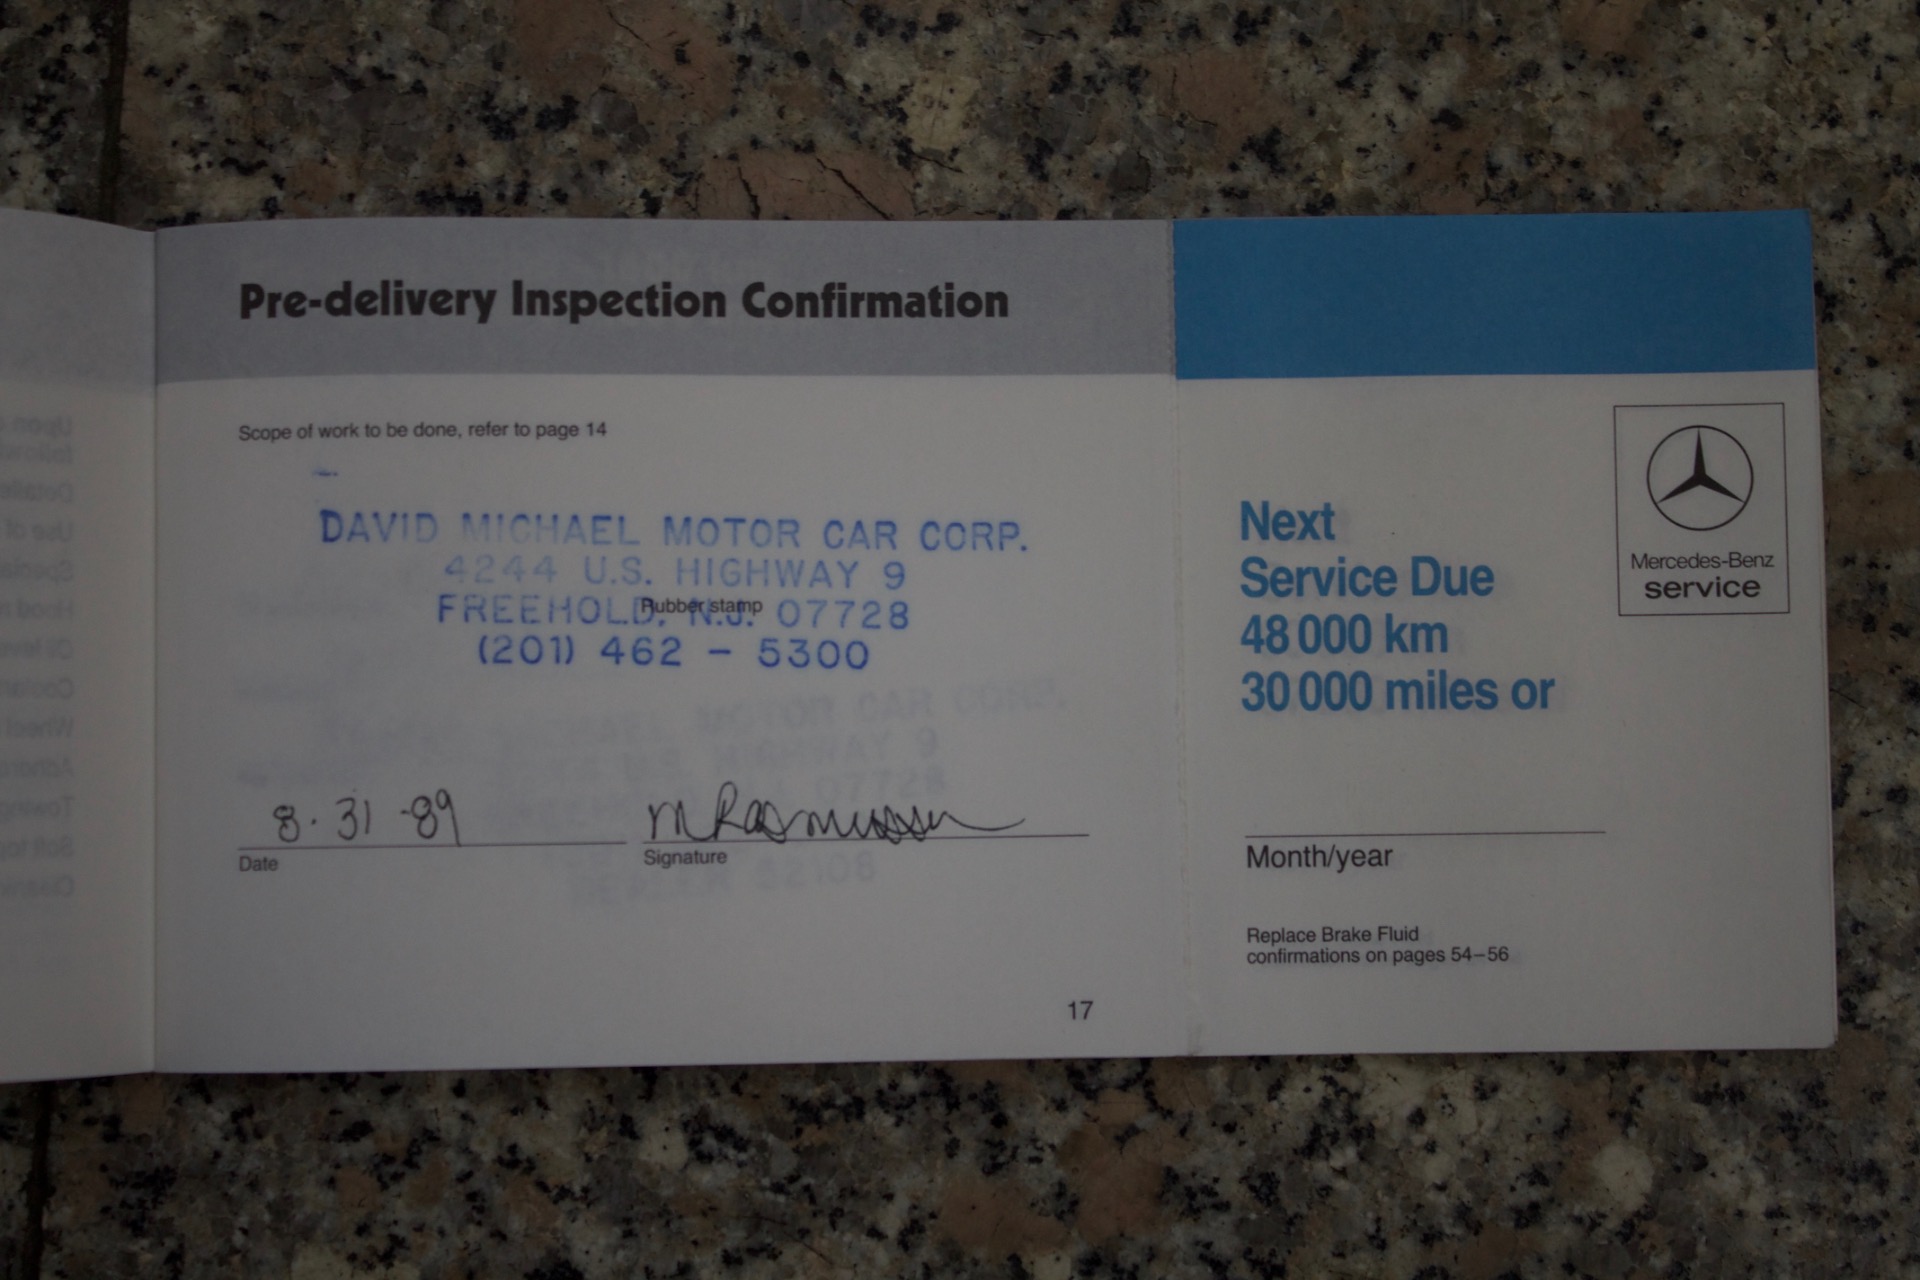 Pre-delivery Inspection Confirmation
Scope of work to be done, refer to page 14
DAVID MICHAEL MOTOR CAR CORP.
4244 U.S. HIGHWAY 9
FREEHOLD, N.J. 07728
Rubber stamp
(201) 462 - 5300
8-31-89
M Rasmussen
Date
Signature
17
Next
Service Due
48 000 km
30 000 miles or
Mercedes-Benz
service
Month/year
Replace Brake Fluid
confirmations on pages 54-56